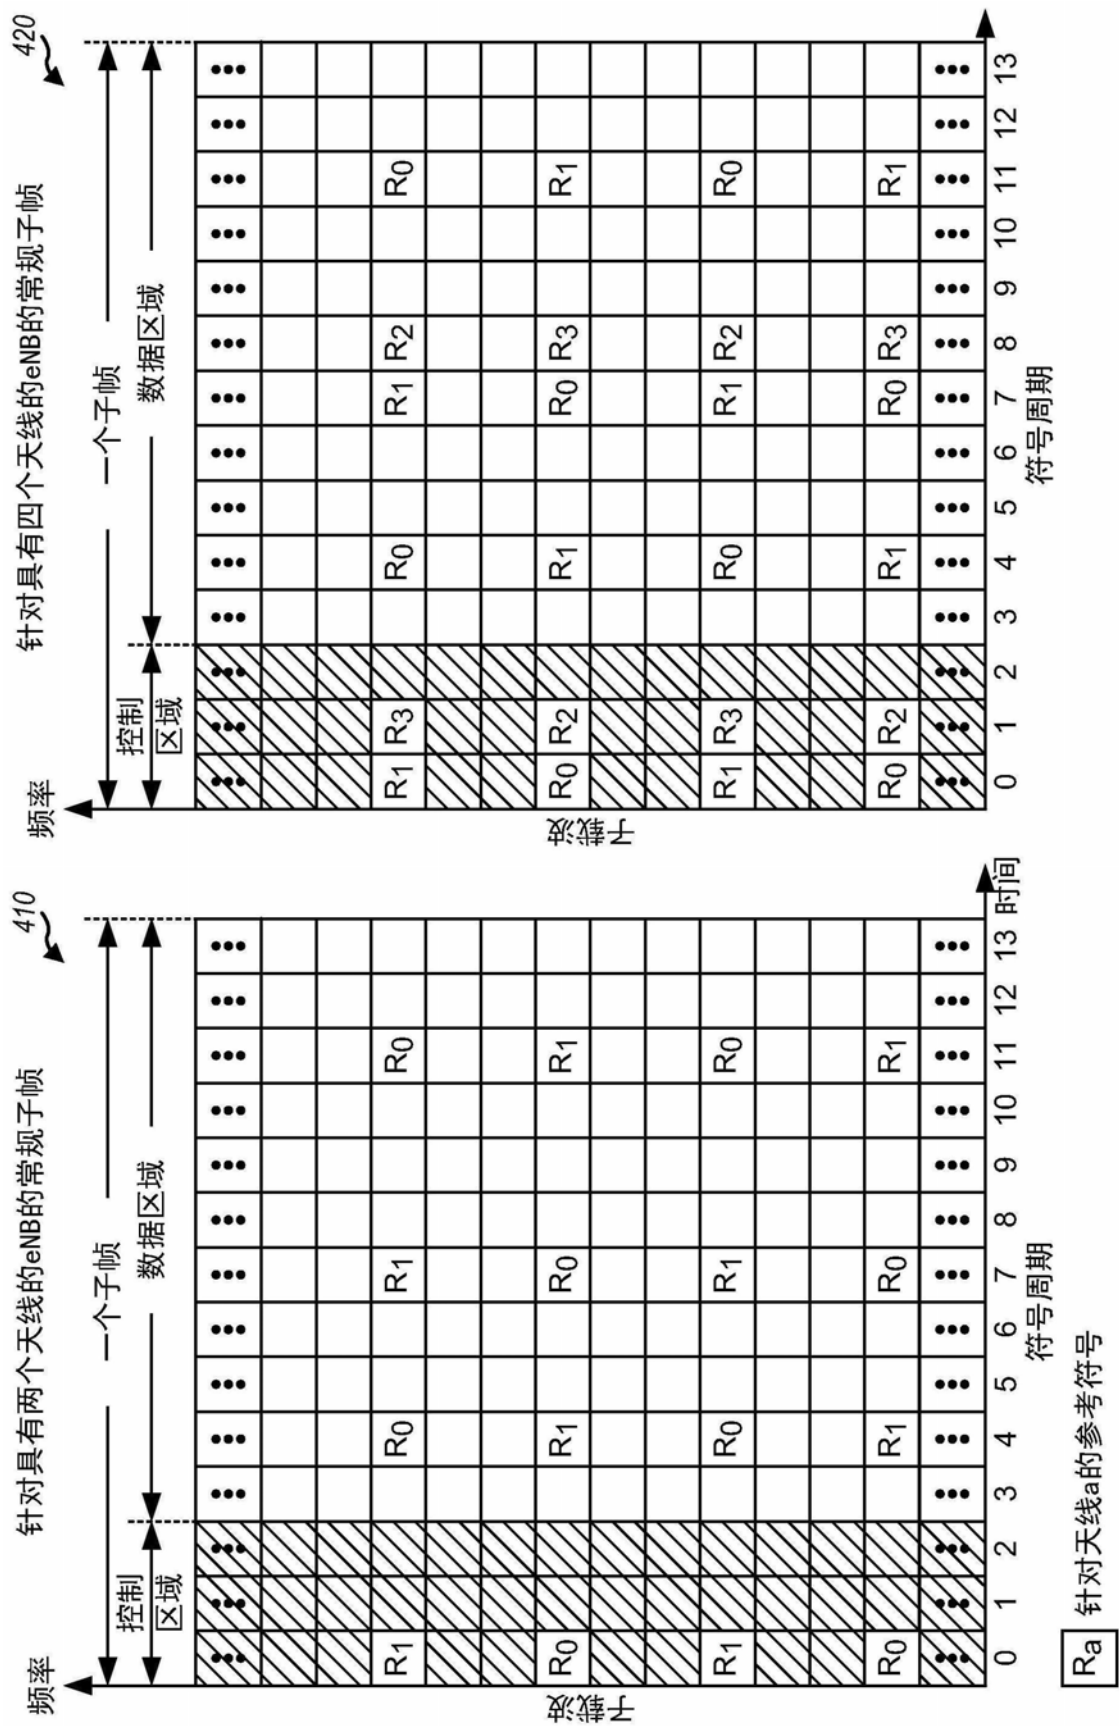 针对具有两个天线的eNB的常规子帧
410
一个子帧
控制
区域
数据区域
频率
子载波
••• ••• ••• ••• ••• ••• ••• ••• ••• ••• ••• ••• ••• •••
R1 R0 R1 R0
R0 R1 R0 R1
R1 R0 R1 R0
R0 R1 R0 R1
••• ••• ••• ••• ••• ••• ••• ••• ••• ••• ••• ••• ••• •••
0 1 2 3 4 5 6 7 8 9 10 11 12 13 时间
符号周期
Ra 针对天线a的参考符号
针对具有四个天线的eNB的常规子帧
420
一个子帧
控制
区域
数据区域
频率
子载波
••• ••• ••• ••• ••• ••• ••• ••• ••• ••• ••• ••• ••• •••
R1 R3 R0 R1 R2 R0
R0 R2 R1 R0 R3 R1
R1 R3 R0 R1 R2 R0
R0 R2 R1 R0 R3 R1
••• ••• ••• ••• ••• ••• ••• ••• ••• ••• ••• ••• ••• •••
0 1 2 3 4 5 6 7 8 9 10 11 12 13
符号周期